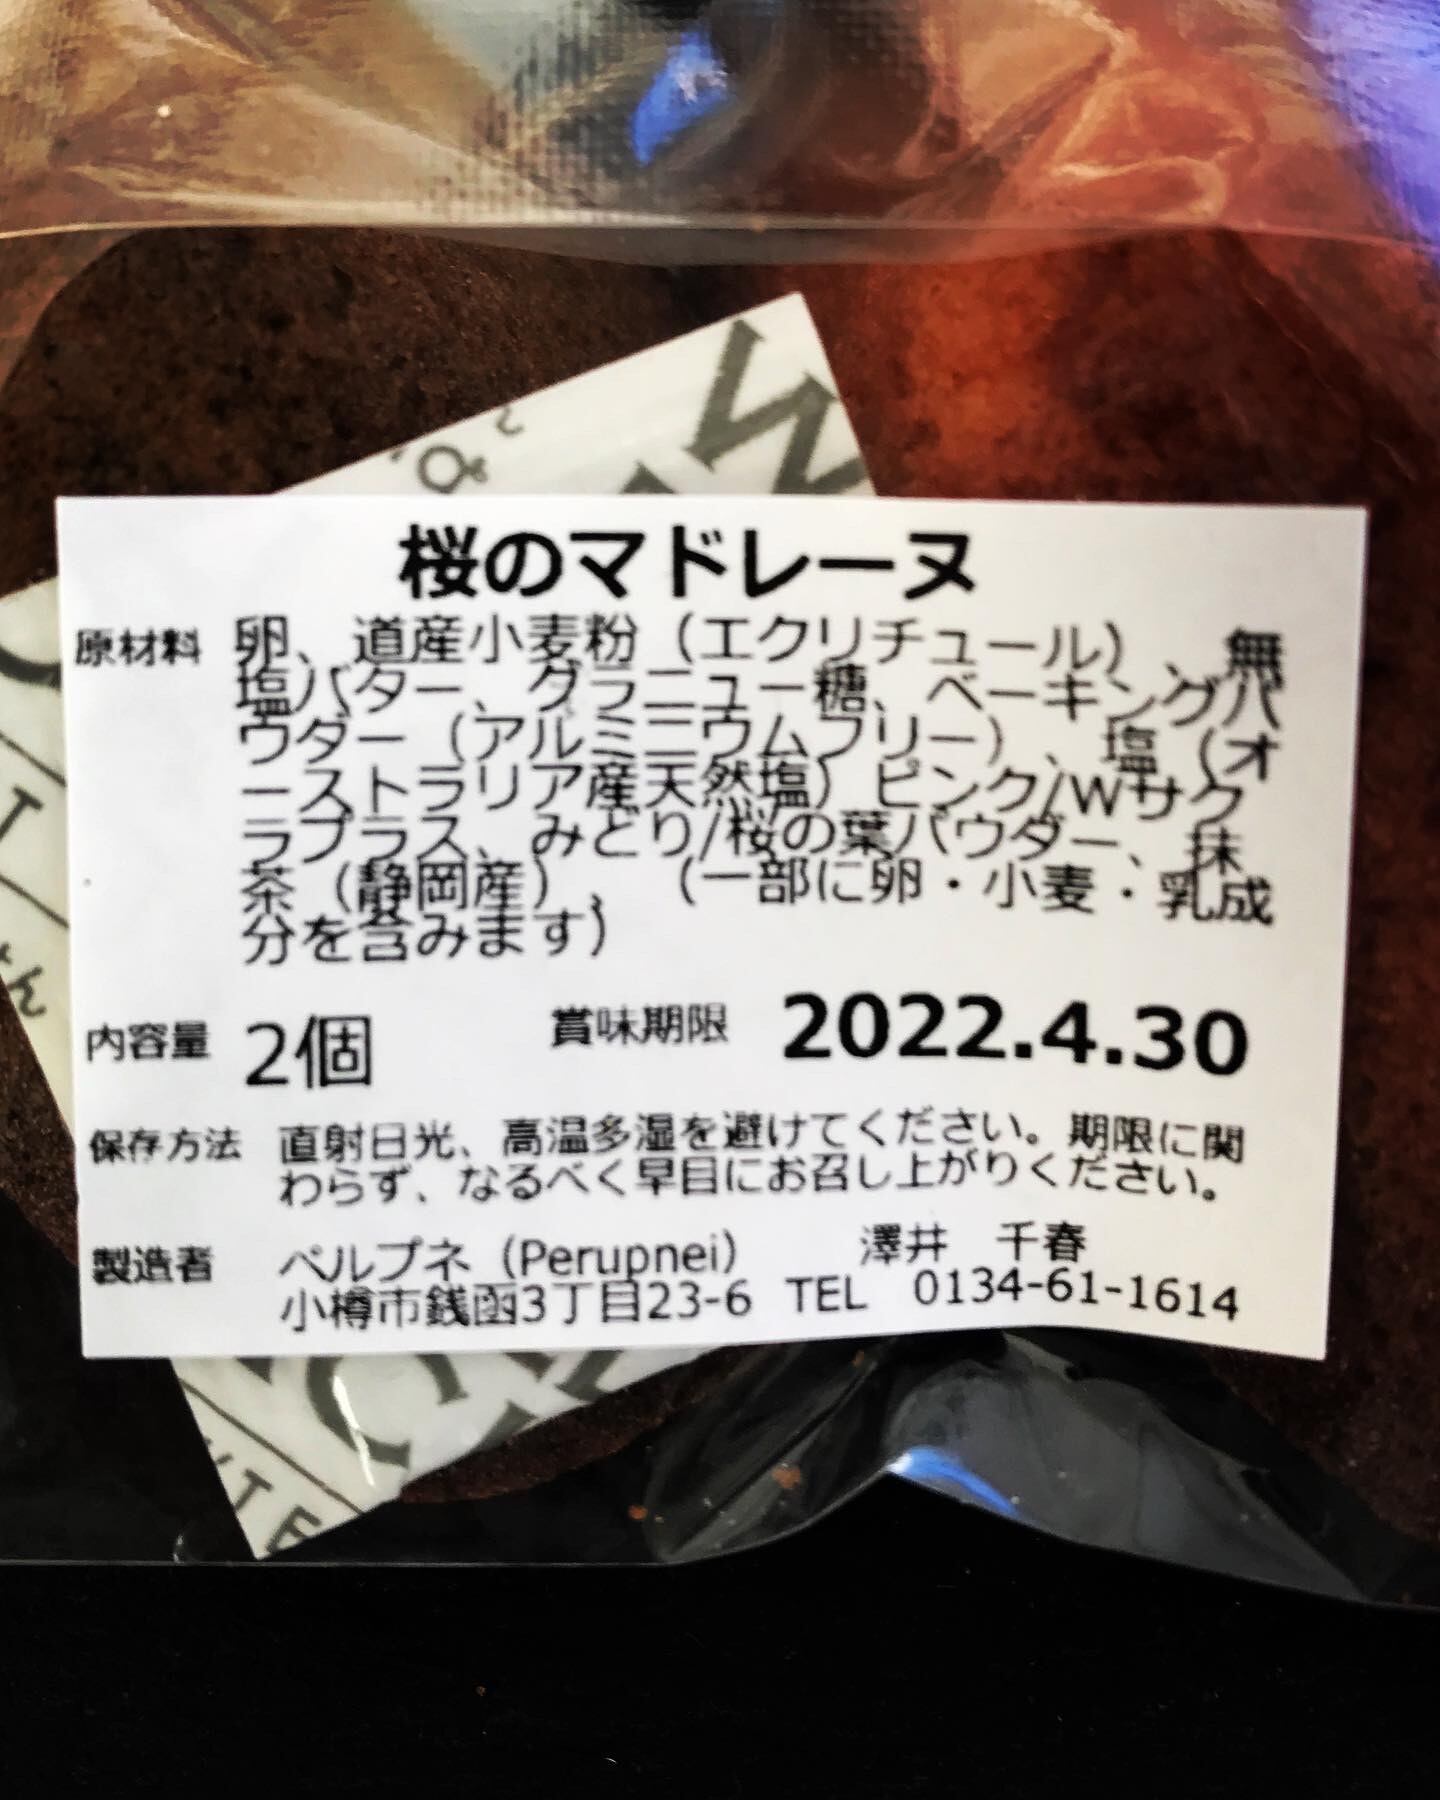 桜のマドレーヌ
原材料 卵、道産小麦粉（エクリチュール）、無
塩バター、グラニュー糖、ベーキングパ
ウダー（アルミニウムフリー）、塩（オ
ーストラリア産天然塩）ピンク/Wサク
ラプラス、みどり/桜の葉パウダー、抹
茶（静岡産）、（一部に卵・小麦・乳成
分を含みます）
内容量 2個 賞味期限 2022.4.30
保存方法 直射日光、高温多湿を避けてください。期限に関
わらず、なるべく早目にお召し上がりください。
製造者 ペルプネ（Perupnei） 澤井 千春
小樽市銭函3丁目23-6 TEL 0134-61-1614